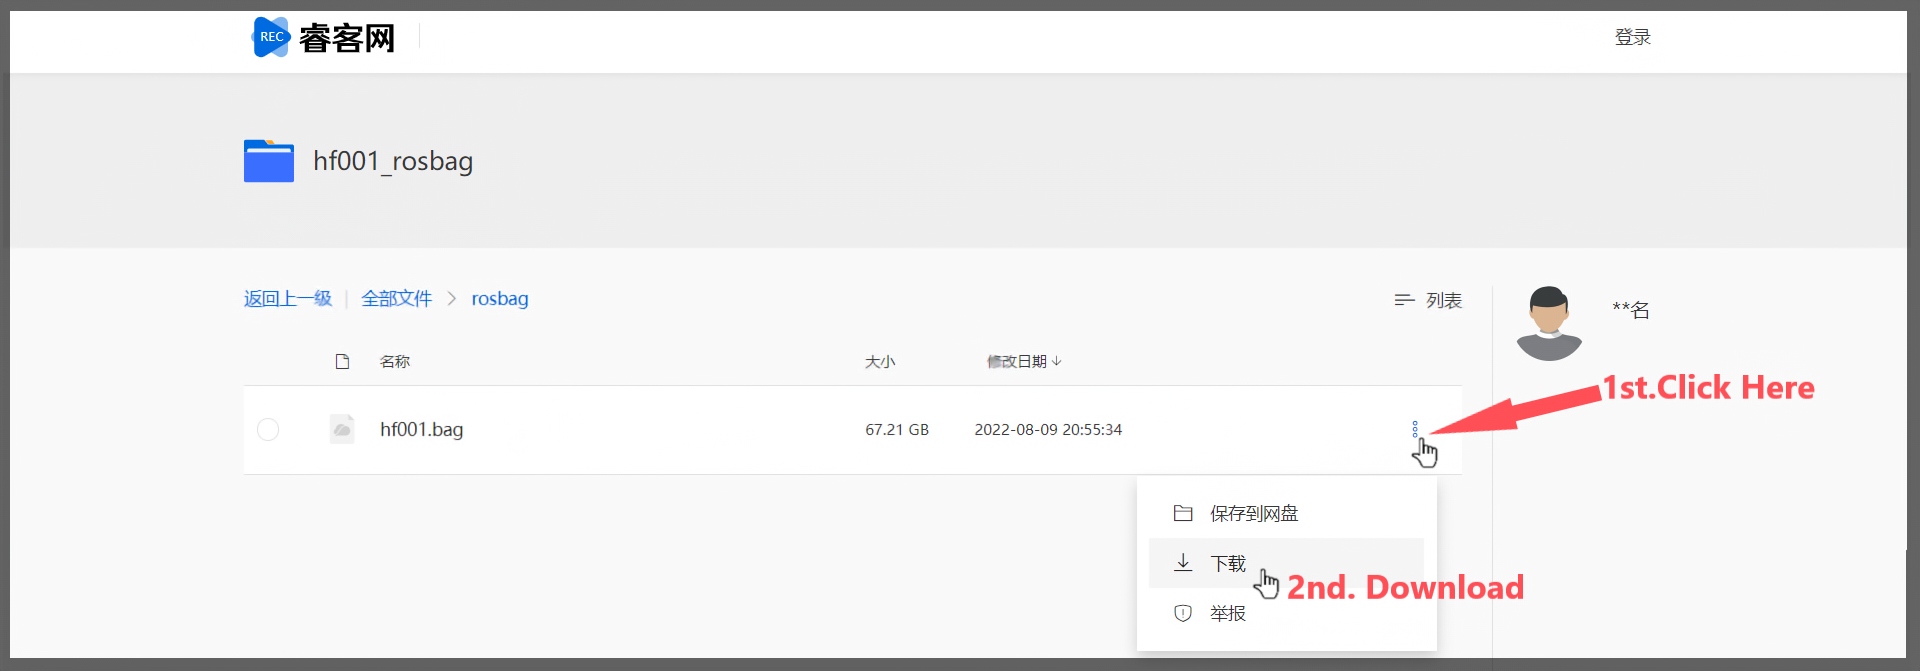 REC 睿客网
登录
hf001_rosbag
返回上一级 全部文件 > rosbag
列表
**名
名称 大小 修改日期
1st.Click Here
hf001.bag 67.21 GB 2022-08-09 20:55:34
保存到网盘
下载
2nd. Download
举报